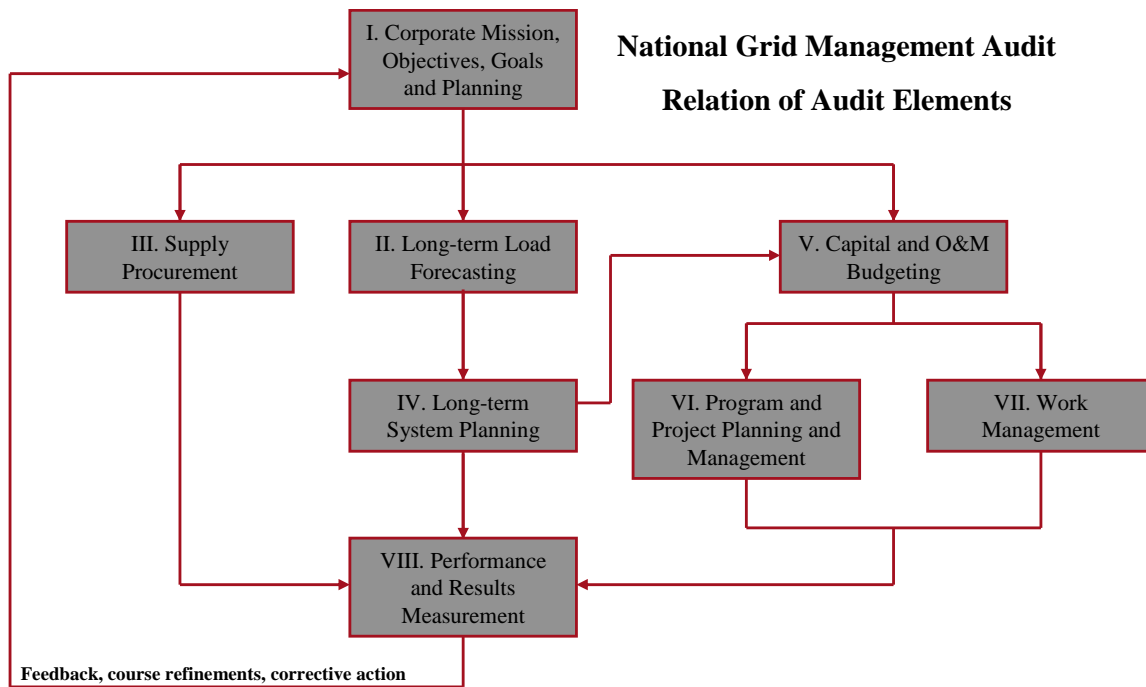 I. Corporate Mission,
Objectives, Goals
and Planning
National Grid Management Audit
Relation of Audit Elements
III. Supply
Procurement
II. Long-term Load
Forecasting
V. Capital and O&M
Budgeting
IV. Long-term
System Planning
VI. Program and
Project Planning and
Management
VII. Work
Management
VIII. Performance
and Results
Measurement
Feedback, course refinements, corrective action